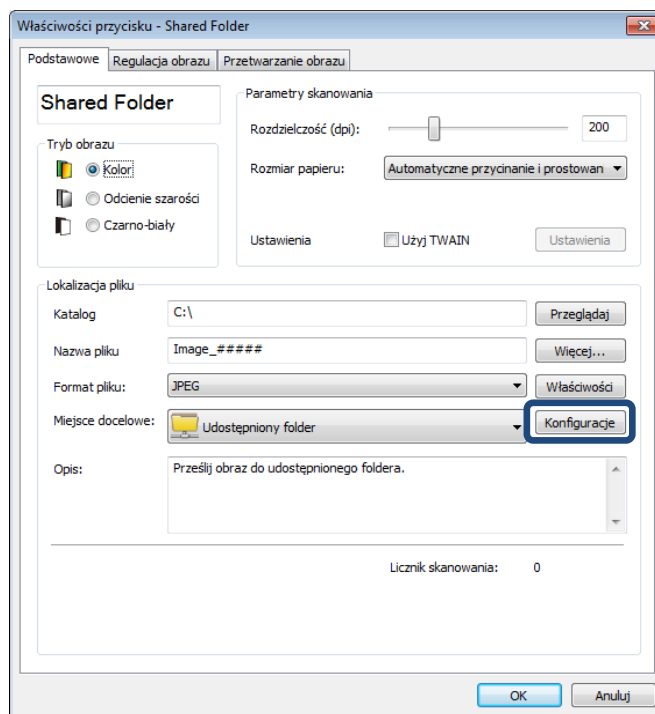 Właściwości przycisku - Shared Folder
Podstawowe
Regulacja obrazu
Przetwarzanie obrazu
Shared Folder
Tryb obrazu
Kolor
Odcienie szarości
Czarno-biały
Parametry skanowania
Rozdzielczość (dpi):
200
Rozmiar papieru:
Automatyczne przycinanie i prostowan
Ustawienia
Użyj TWAIN
Ustawienia
Lokalizacja pliku
Katalog
C:\
Przeglądaj
Nazwa pliku
Image_#####
Więcej...
Format pliku:
JPEG
Właściwości
Miejsce docelowe:
Udostępniony folder
Konfiguracje
Opis:
Prześlij obraz do udostępnionego foldera.
Licznik skanowania:
0
OK
Anuluj